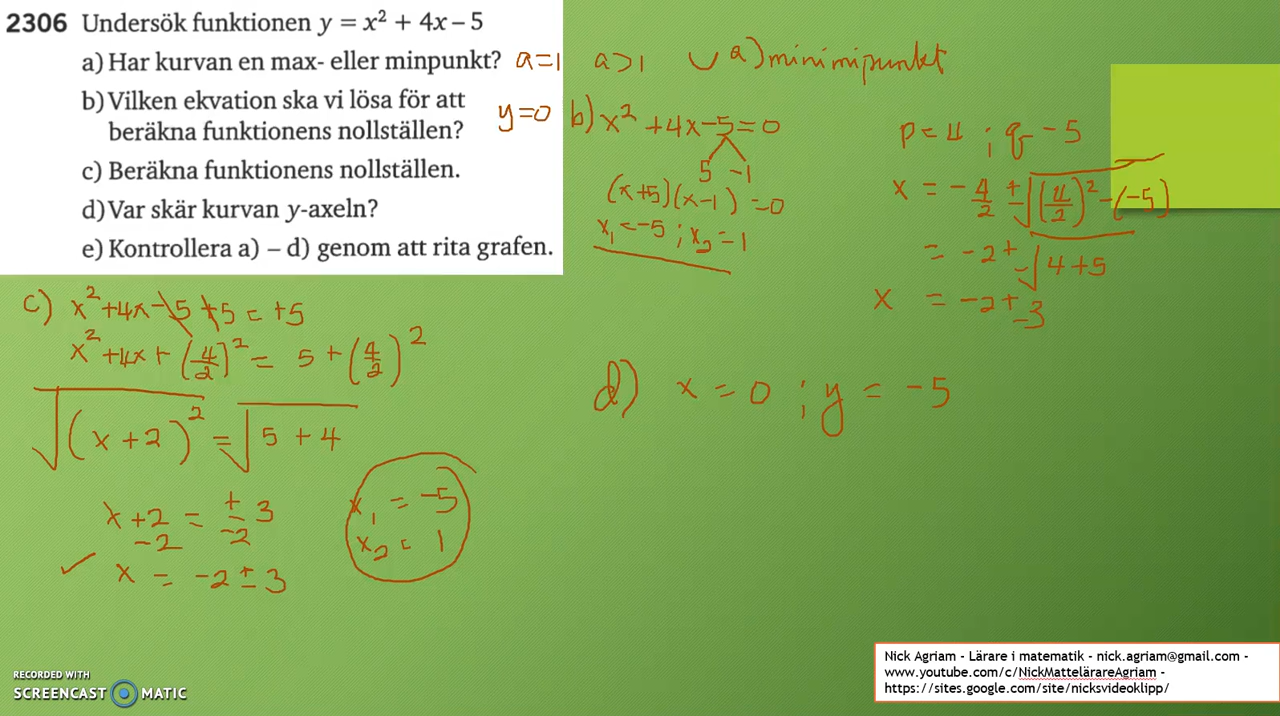 2306 Undersök funktionen y = x² + 4x – 5
a) Har kurvan en max- eller minpunkt?
b) Vilken ekvation ska vi lösa för att
beräkna funktionens nollställen?
c) Beräkna funktionens nollställen.
d) Var skär kurvan y-axeln?
e) Kontrollera a) – d) genom att rita grafen.
a=1 a>1 ∪ a) minimipunkt
y=0
b) x² +4x-5=0
5 -1
(x+5)(x-1) =0
x₁=-5 ; x₂=1
p=4 ; q=-5
x = -4/2 ± √((4/2)² -(-5))
= -2 ± √(4+5)
x = -2 ± 3
c) x²+4x-5+5=+5
x²+4x+(4/2)² = 5+(4/2)²
√(x+2)² = √(5+4)
x+2 = ±3
-2 -2
✓ x = -2 ± 3
x₁ = -5
x₂ = 1
d) x = 0 ; y = -5
RECORDED WITH
SCREENCAST MATIC
Nick Agriam - Lärare i matematik - nick.agriam@gmail.com -
www.youtube.com/c/NickMattelärareAgriam -
https://sites.google.com/site/nicksvideoklipp/